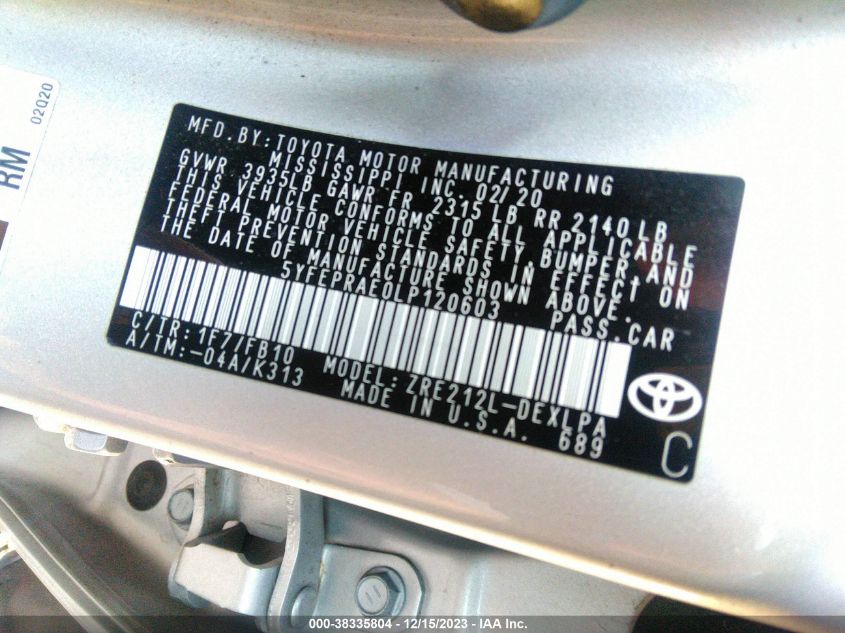 RM
02Q20
MFD.BY:TOYOTA MOTOR MANUFACTURING
MISSISSIPPI INC 02/20
GVWR 3935LB GAWR FR 2315 LB RR 2140 LB
THIS VEHICLE CONFORMS TO ALL APPLICABLE
FEDERAL MOTOR VEHICLE SAFETY,BUMPER AND
THEFT PREVENTION STANDARDS IN EFFECT ON
THE DATE OF MANUFACTURE SHOWN ABOVE.
5YFEPRAE0LP120603 PASS.CAR
C/TR:1F7/FB10 MODEL:ZRE212L-DEXLPA
A/TM:-04A/K313 MADE IN U.S.A. 689
C
000-38335804 - 12/15/2023 - IAA Inc.